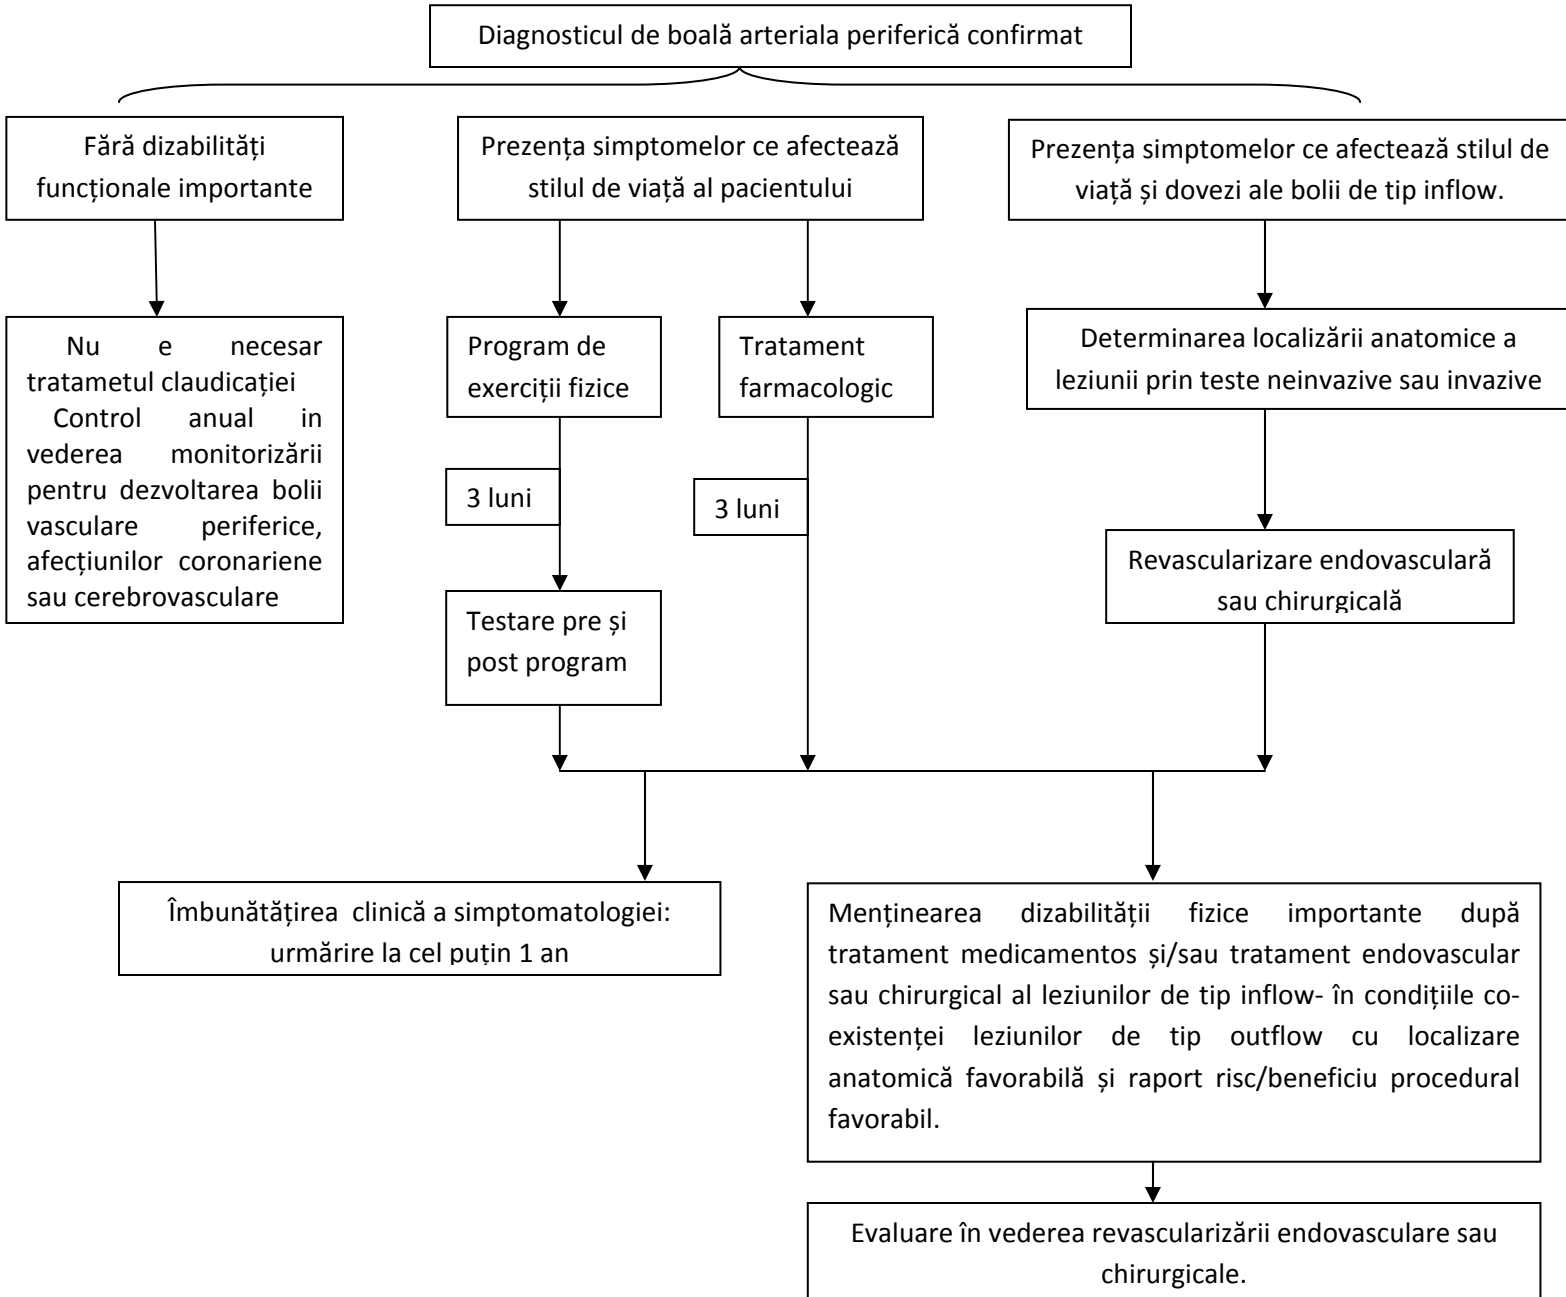 Diagnosticul de boală arteriala periferică confirmat
Fără dizabilități
funcționale importante
Prezența simptomelor ce afectează
stilul de viață al pacientului
Prezența simptomelor ce afectează stilul de
viață și dovezi ale bolii de tip inflow.
Nu e necesar
tratametul claudicației
Control anual in
vederea monitorizării
pentru dezvoltarea bolii
vasculare periferice,
afecțiunilor coronariene
sau cerebrovasculare
Program de
exerciții fizice
Tratament
farmacologic
Determinarea localizării anatomice a
leziunii prin teste neinvazive sau invazive
3 luni
3 luni
Revascularizare endovasculară
sau chirurgicală
Testare pre și
post program
Îmbunătățirea clinică a simptomatologiei:
urmărire la cel puțin 1 an
Menținearea dizabilității fizice importante după
tratament medicamentos și/sau tratament endovascular
sau chirurgical al leziunilor de tip inflow- în condițiile co-
existenței leziunilor de tip outflow cu localizare
anatomică favorabilă și raport risc/beneficiu procedural
favorabil.
Evaluare în vederea revascularizării endovasculare sau
chirurgicale.